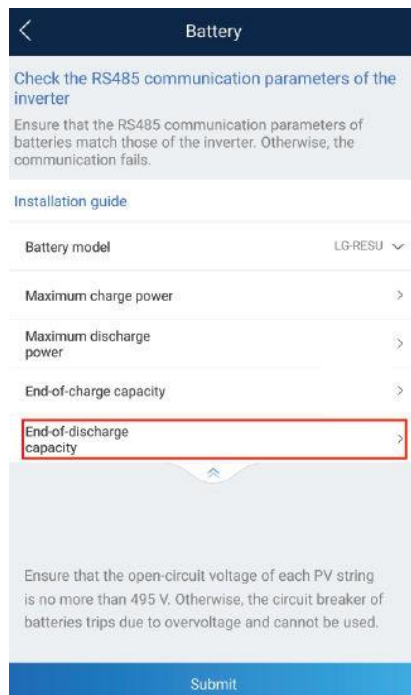 Battery
Check the RS485 communication parameters of the
inverter
Ensure that the RS485 communication parameters of
batteries match those of the inverter. Otherwise, the
communication fails.
Installation guide
Battery model LG-RESU
Maximum charge power
Maximum discharge
power
End-of-charge capacity
End-of-discharge
capacity
Ensure that the open-circuit voltage of each PV string
is no more than 495 V. Otherwise, the circuit breaker of
batteries trips due to overvoltage and cannot be used.
Submit